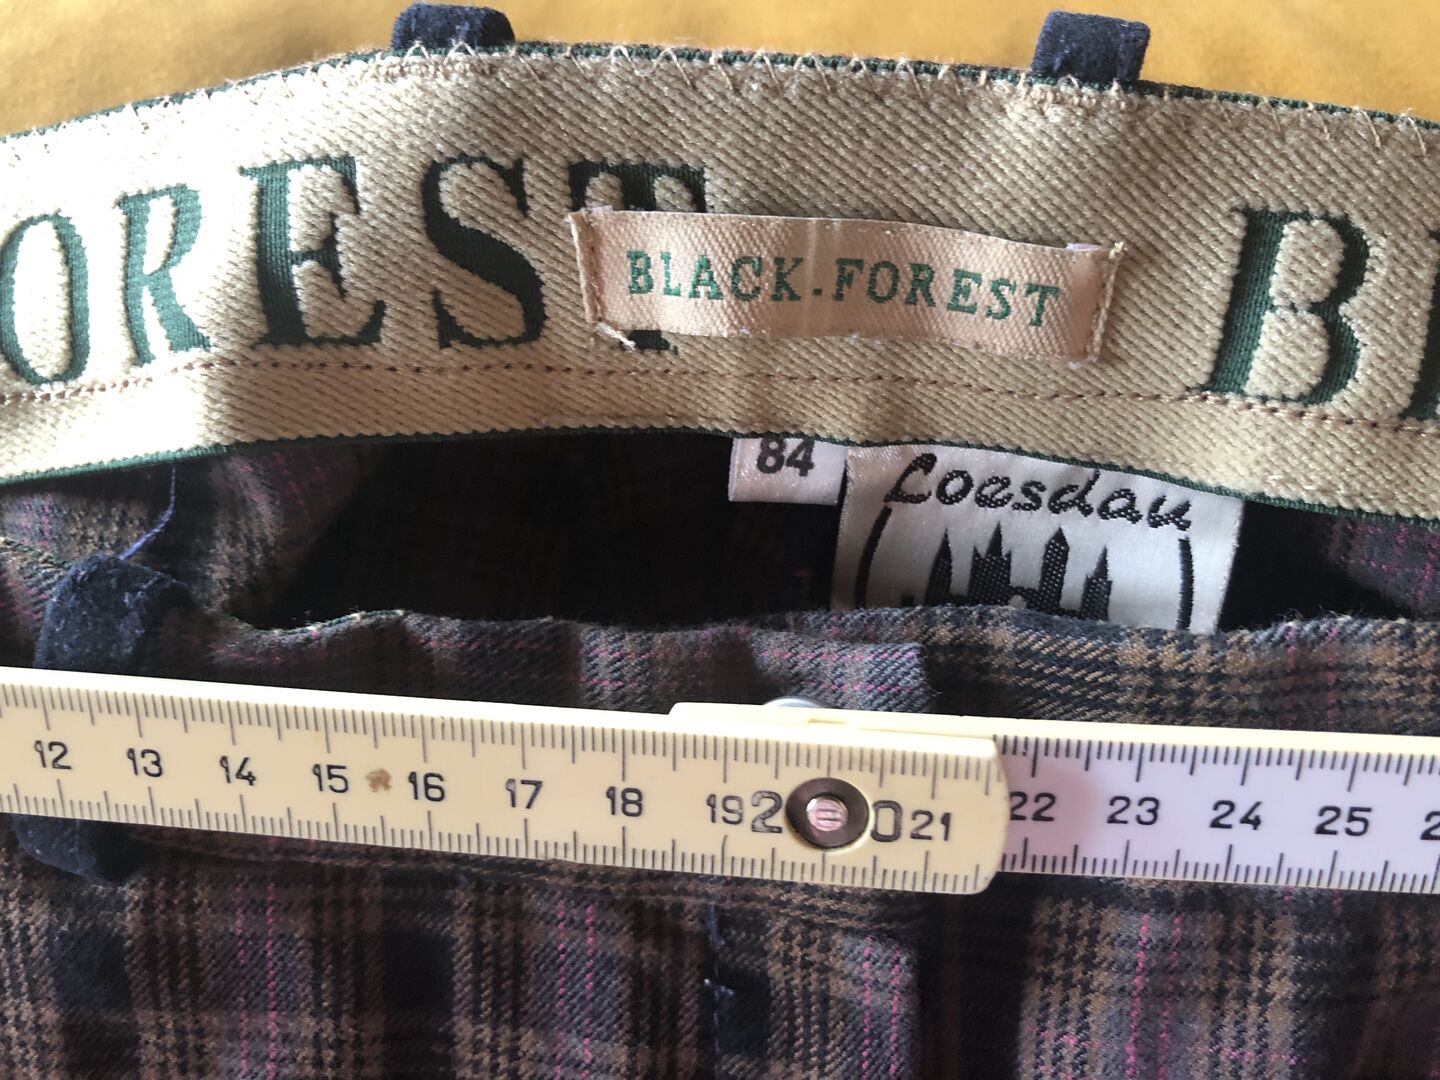 OREST
BLACK-FOREST
B
84
Loesdau
12 13 14 15 16 17 18 19 20 21 22 23 24 25 2